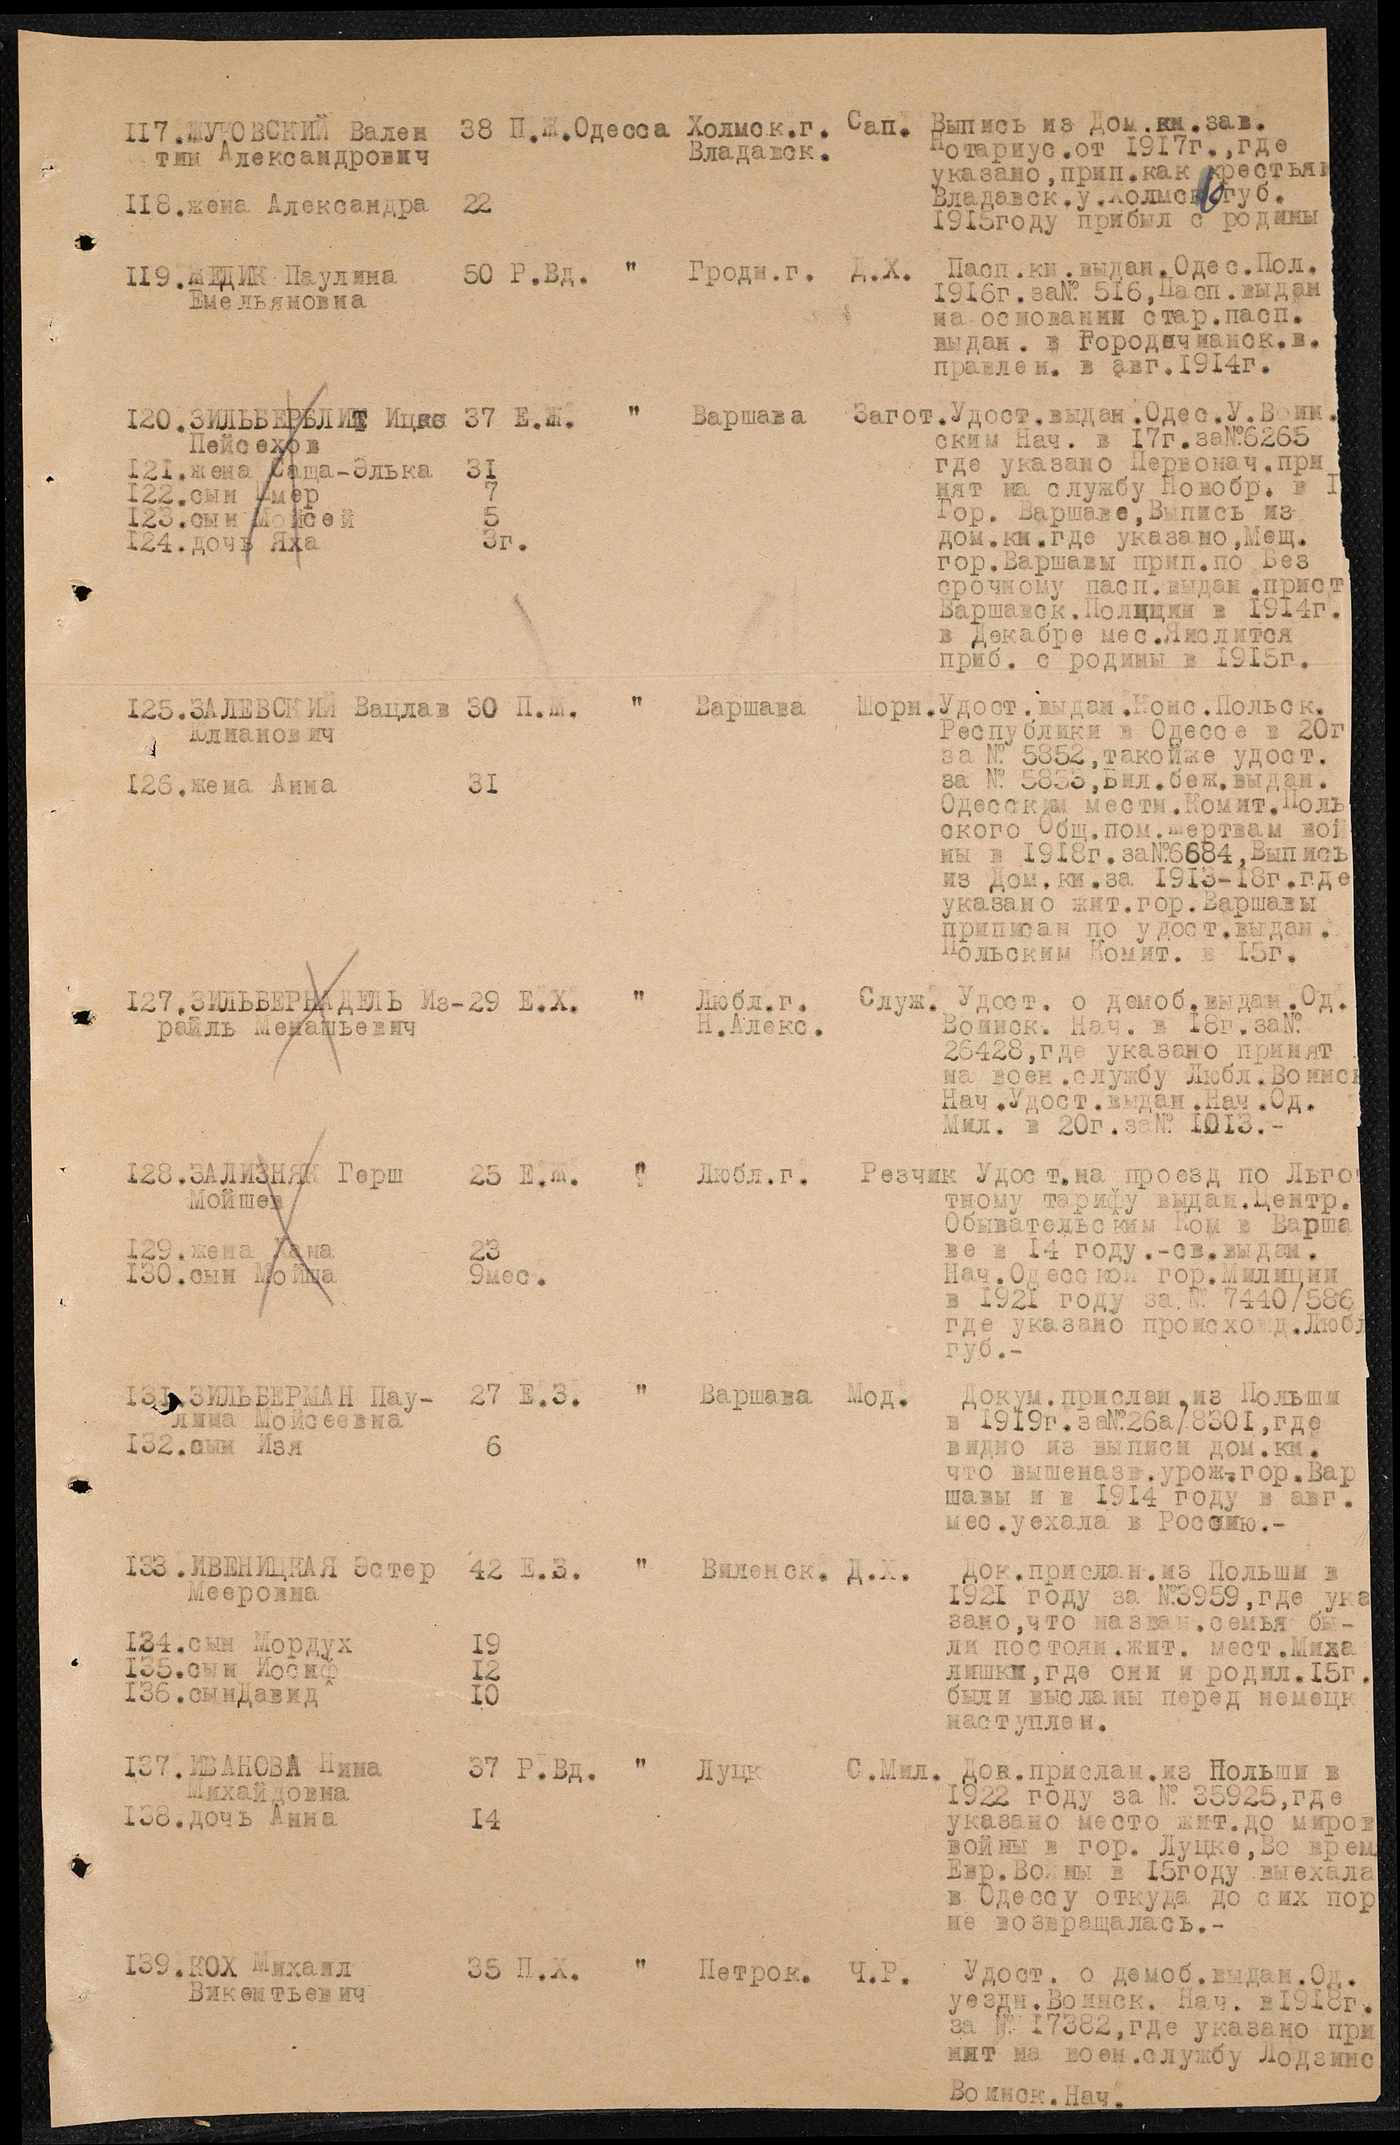 117.ЖУКОВСКИЙ Вален 38 П.Ж.Одесса Холмск.г. Сап. Выпись из Дом.кн.зав.
тин Александрович Владавск. Нотариус.от 1917г.,где
указано,прип.как крестьян
118.жена Александра 22 Владавск.у.Холмск губ.
1915году прибыл с родины
119.ЖЕДИК Паулина 50 Р.Вд. " Гродн.г. Д.Х. Пасп.кн.выдан.Одес.Пол.
Емельяновна 1916г.за№ 516,Пасп.выдан
на основании стар.пасп.
выдан. в Городичнанск.в.
правлен. в авг.1914г.
120.ЗИЛЬБЕРБЛИТ Ицко 37 Е.Ж. " Варшава Загот.Удост.выдан.Одес.У.Воин.
Пейсехов ским Нач. в 17г.за№6265
121.жена Саща-Элька 31 где указано Первонач.при
122.сын Умер 7 нят на службу Новобр. в Г
123.сын Мойсей 5 Гор. Варшаве,Выпись из
124.дочь Яха 3г. дом.кн.где указано,Мещ.
гор.Варшавы прип.по Без
срочному пасп.выдан.прист
Варшавск.Полиции в 1914г.
в Декабре мес.Яислится
приб. с родины в 1915г.
125.ЗАЛЕВСКИЙ Вацлав 30 П.Ж. " Варшава Шорн.Удост.выдан.Конс.Польск.
Юлианович Республики в Одессе в 20г
за № 5852,такойже удост.
126.жена Анна 31 за № 5853,Бил.беж.выдан.
Одесским местн.Комит.Поль
ского Общ.пом.жертвам вой
ны в 1918г.за№6684,Выпись
из Дом.кн.за 1913-18г.где
указано жит.гор.Варшавы
приписан по удост.выдан.
Польским Комит. в 15г.
127.ЗИЛЬБЕРНАДЕЛЬ Из-29 Е.Х. " Любл.г. Служ. Удост. о демоб.выдан.Од.
райль Менашьевич Н.Алекс. Воинск. Нач. в 18г.за№
26428,где указано принят
на воен.службу Любл.Воинск
Нач.Удост.выдан.Нач.Од.
Мил. в 20г.за№ 1013.-
128.ЗАЛИЗНЯК Герш 25 Е.Ж. " Любл.г. Резчик Удост.на проезд по Льгот
Мойшев тному тарифу выдан.Центр.
Обывательским Ком в Варша
129.жена Хана 23 ве в 14 году.-св.выдан.
130.сын Мойша 9мес. Нач.Одесской гор.Милиции
в 1921 году за № 7440/586
где указано происхожд.Любл
губ.-
131.ЗИЛЬБЕРМАН Пау- 27 Е.З. " Варшава Мод. Докум.прислан.из Польши
лина Мойсеевна в 1919г.за№26а/8301,где
132.сын Изя 6 видно из выписи дом.кн.
что вышеназв.урож.гор.Вар
шавы и в 1914 году в авг.
мес.уехала в Россию.-
133.ИВЕНИЦКАЯ Эстер 42 Е.З. " Виленск. Д.Х. Док.прислан.из Польши в
Мееровна 1921 году за №3959,где ука
зано,что назван.семья бы-
134.сын Мордух 19 ли постоян.жит. мест.Миха
135.сын Иосиф 12 лишки,где они и родил.15г.
136.сынДавид 10 были высланы перед немецк
наступлен.
137.ИВАНОВА Нина 37 Р.Вд. " Луцк С.Мил. Док.прислан.из Польши в
Михайдовна 1922 году за № 35925,где
138.дочь Анна 14 указано место жит.до миров
войны в гор. Луцке,Во врем
Евр.Войны в 15году выехала
в Одессу откуда до сих пор
не возвращалась.-
139.КОХ Михаил 35 П.Х. " Петрок. Ч.Р. Удост. о демоб.выдан.Од.
Викентьевич уездн.Воинск. Нач. в1918г.
за № 17382,где указано при
нят на воен.службу Лодзинс
Воинск.Нач.